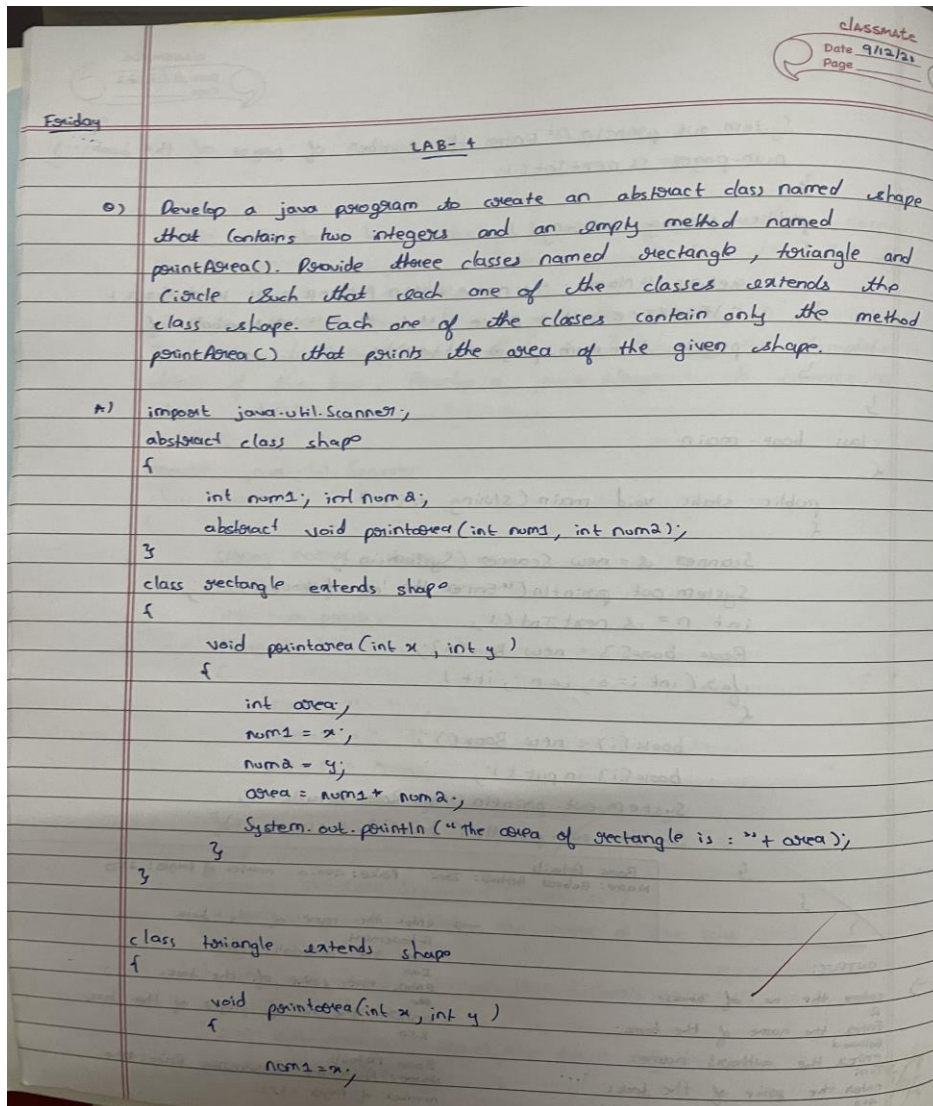 classmate
Date 9/12/21
Page
Friday
LAB- 4
Q) Develop a java program to create an abstract class named shape
that contains two integers and an empty method named
printArea(). Provide three classes named rectangle, triangle and
Circle such that each one of the classes extends the
class shape. Each one of the classes contain only the method
printArea() that prints the area of the given shape.
A) import java.util.Scanner;
abstract class shape
{
int num1; int num2;
abstract void printarea(int num1, int num2);
}
class rectangle extends shape
{
void printarea(int x, int y)
{
int area;
num1 = x;
num2 = y;
area = num1 * num2;
System.out.println("The area of rectangle is : "+ area);
}
}
class triangle extends shape
{
void printarea(int x, int y)
{
num1 = x;